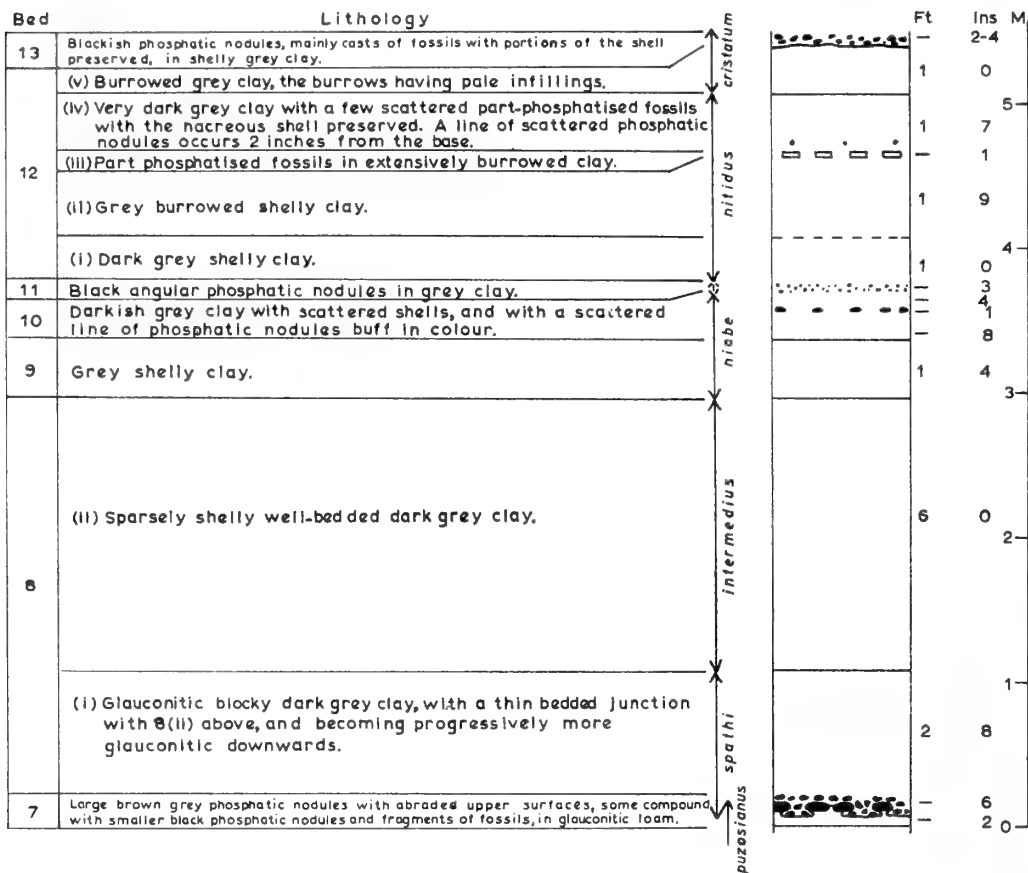 Bed Lithology Ft Ins M
13 Blackish phosphatic nodules, mainly casts of fossils with portions of the shell
preserved, in shelly grey clay.
cristatum
2-4
(v) Burrowed grey clay, the burrows having pale infillings.
1 0
12
(iv) Very dark grey clay with a few scattered part-phosphatised fossils
with the nacreous shell preserved. A line of scattered phosphatic
nodules occurs 2 inches from the base.
nitidus
1 7
5
(iii) Part phosphatised fossils in extensively burrowed clay.
1
(ii) Grey burrowed shelly clay.
1 9
4
(i) Dark grey shelly clay.
1 0
11 Black angular phosphatic nodules in grey clay.
3
10 Darkish grey clay with scattered shells, and with a scattered
line of phosphatic nodules buff in colour.
niobe
4
1
8
9 Grey shelly clay.
1 4
3
8
(ii) Sparsely shelly well-bedded dark grey clay.
intermedius
6 0
2
1
(i) Glauconitic blocky dark grey clay, with a thin bedded junction
with 8(ii) above, and becoming progressively more
glauconitic downwards.
spathi
2 8
7 Large brown grey phosphatic nodules with abraded upper surfaces, some compound
with smaller black phosphatic nodules and fragments of fossils, in glauconitic loam.
puzosianus
6
2
0